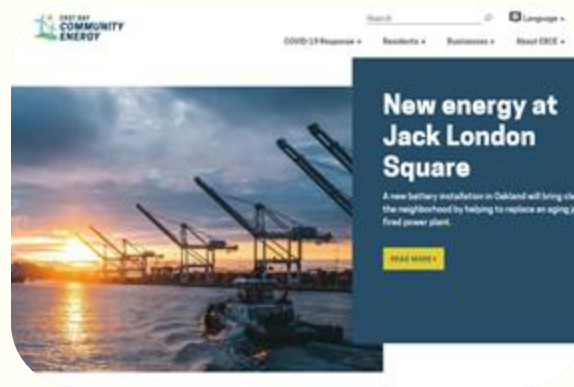 EAST BAY
COMMUNITY
ENERGY
Search
Language
COVID-19 Response
Residents
Businesses
About EBCE
New energy at
Jack London
Square
A new battery installation in Oakland will bring
the neighborhood by helping to replace an aging
fired power plant.
READ MORE